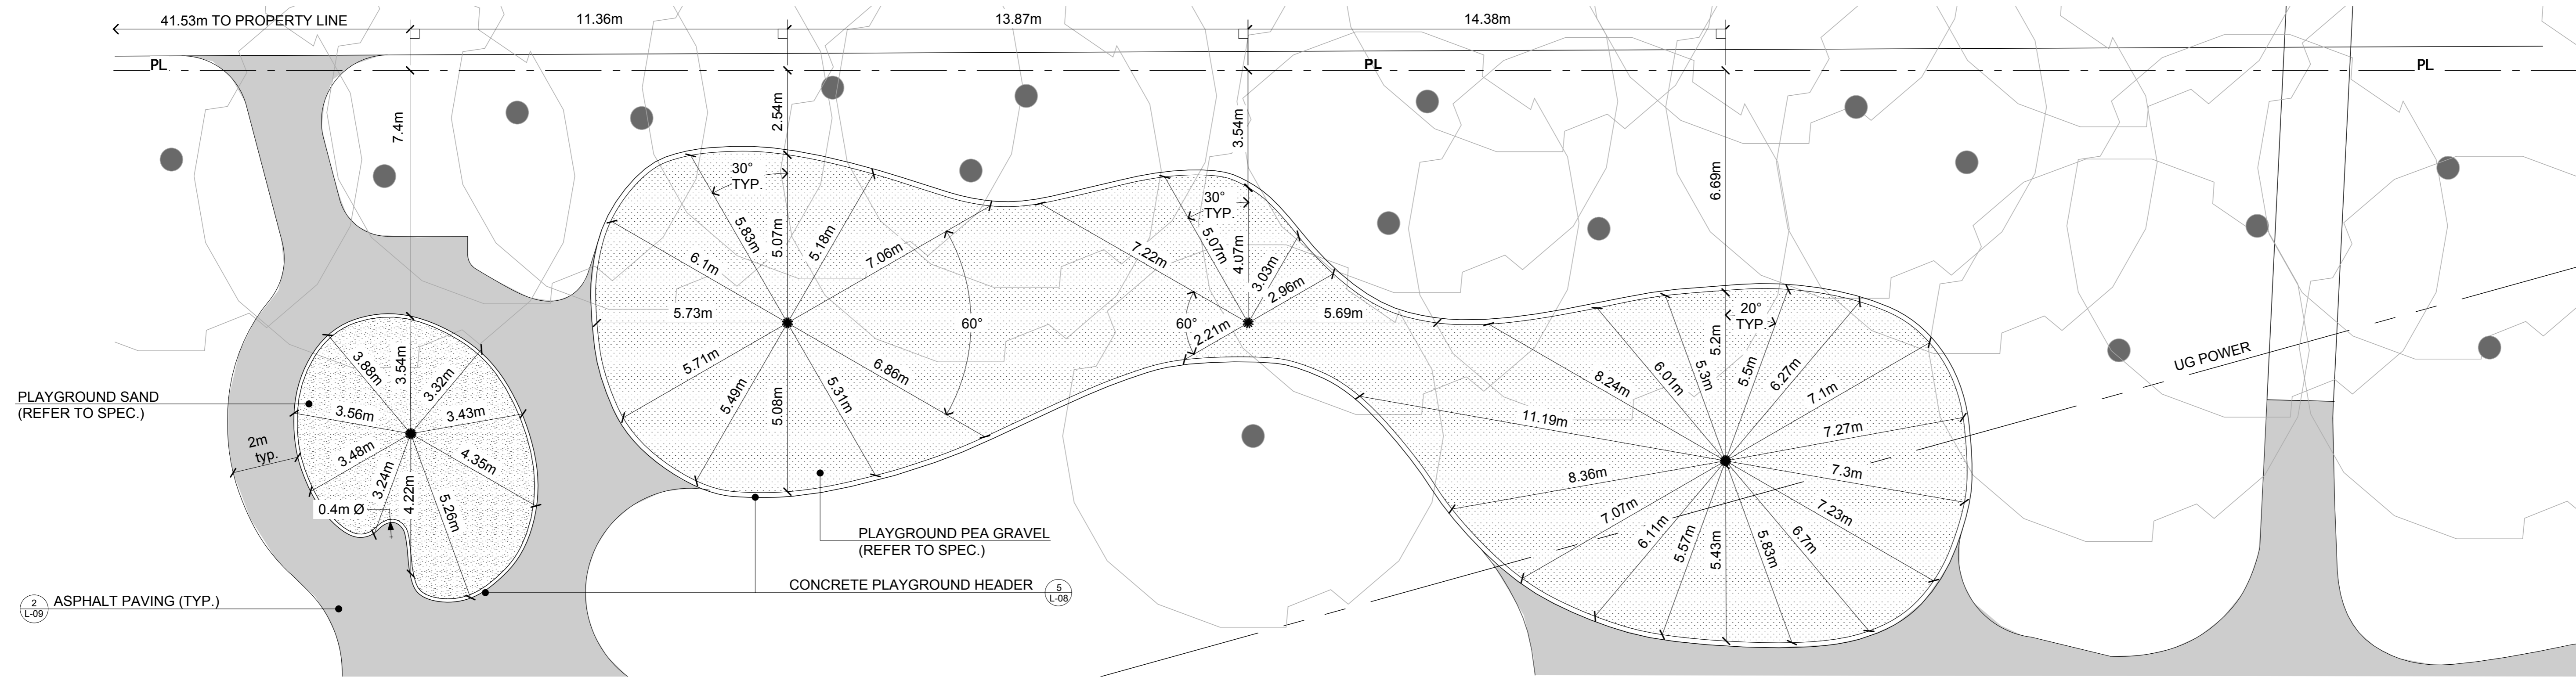 41.53m TO PROPERTY LINE
11.36m
13.87m
14.38m
PL
PL
PL
7.4m
2.54m
3.54m
6.69m
30°
TYP.
5.83m
5.07m
5.18m
7.06m
6.1m
5.73m
5.71m
5.49m
5.08m
5.31m
6.86m
60°
30°
TYP.
7.22m
5.07m
4.07m
3.03m
2.96m
5.69m
2.21m
60°
20°
TYP.
8.24m
6.01m
5.3m
5.2m
5.5m
6.27m
7.1m
7.27m
7.3m
7.23m
6.7m
5.83m
5.43m
5.57m
6.11m
7.07m
8.36m
11.19m
UG POWER
3.88m
3.54m
3.32m
3.43m
3.56m
3.48m
3.24m
4.22m
5.26m
4.35m
0.4m Ø
2m
typ.
PLAYGROUND SAND
(REFER TO SPEC.)
PLAYGROUND PEA GRAVEL
(REFER TO SPEC.)
CONCRETE PLAYGROUND HEADER
5
L-08
2
L-09
ASPHALT PAVING (TYP.)